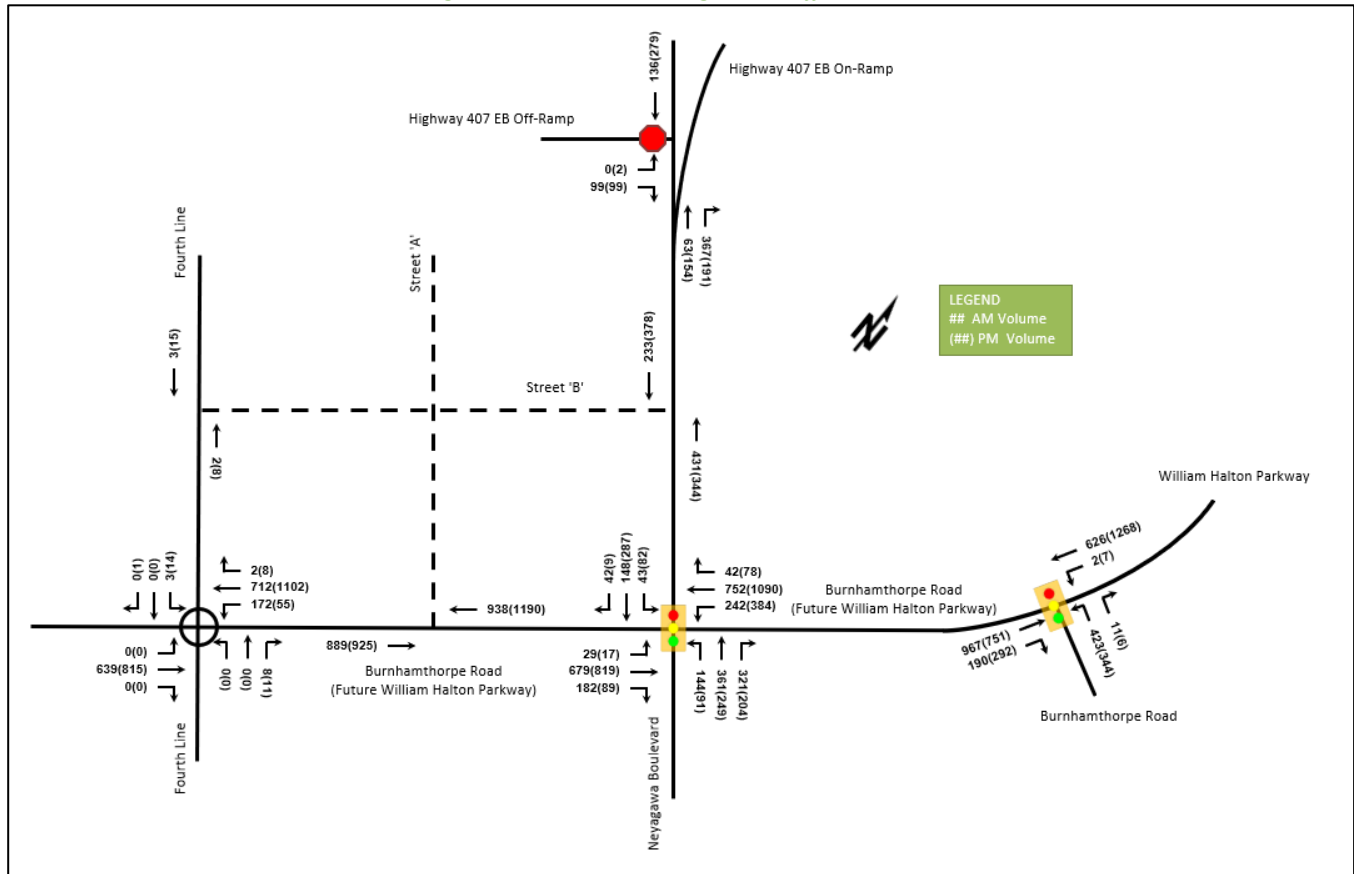 136(279)
Highway 407 EB On-Ramp
Highway 407 EB Off-Ramp
0(2)
99(99)
63(154)
367(191)
Fourth Line
Street 'A'
LEGEND
## AM Volume
(##) PM Volume
3(15)
233(378)
Street 'B'
2(8)
431(344)
William Halton Parkway
0(1)
0(0)
3(14)
2(8)
712(1102)
172(55)
938(1190)
42(9)
148(287)
43(82)
42(78)
752(1090)
242(384)
Burnhamthorpe Road
(Future William Halton Parkway)
626(1268)
2(7)
0(0)
639(815)
0(0)
0(0)
0(0)
8(11)
889(925)
Burnhamthorpe Road
(Future William Halton Parkway)
29(17)
679(819)
182(89)
144(91)
361(249)
321(204)
967(751)
190(292)
423(344)
11(6)
Burnhamthorpe Road
Fourth Line
Neyagawa Boulevard